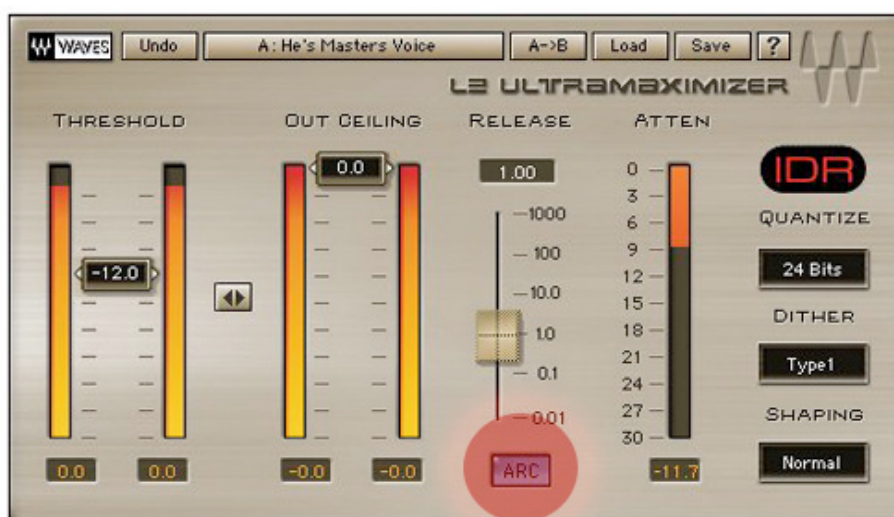 WAVES Undo A: He's Masters Voice A->B Load Save ?
L2 ULTRAMAXIMIZER
THRESHOLD OUT CEILING RELEASE ATTEN
0.0 1.00 0 IDR
3
1000
6 QUANTIZE
100 9
-12.0 12 24 Bits
10.0
15 DITHER
1.0 18
21 Type1
0.1
24
0.01 27 SHAPING
30
0.0 0.0 -0.0 -0.0 ARC -11.7 Normal